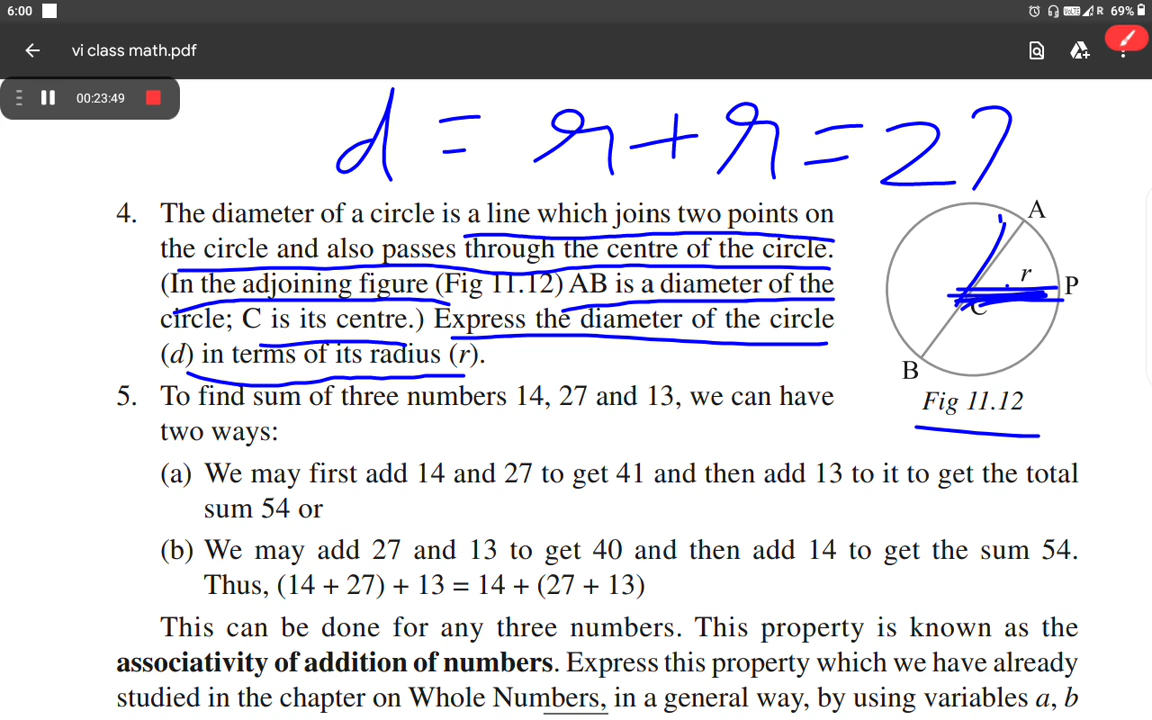 6:00 VoLTE R 69%
vi class math.pdf
00:23:49
d = r + r = 2r
4. The diameter of a circle is a line which joins two points on
the circle and also passes through the centre of the circle.
(In the adjoining figure (Fig 11.12) AB is a diameter of the
circle; C is its centre.) Express the diameter of the circle
(d) in terms of its radius (r).
A
r
P
C
B
Fig 11.12
5. To find sum of three numbers 14, 27 and 13, we can have
two ways:
(a) We may first add 14 and 27 to get 41 and then add 13 to it to get the total
sum 54 or
(b) We may add 27 and 13 to get 40 and then add 14 to get the sum 54.
Thus, (14 + 27) + 13 = 14 + (27 + 13)
This can be done for any three numbers. This property is known as the
associativity of addition of numbers. Express this property which we have already
studied in the chapter on Whole Numbers, in a general way, by using variables a, b